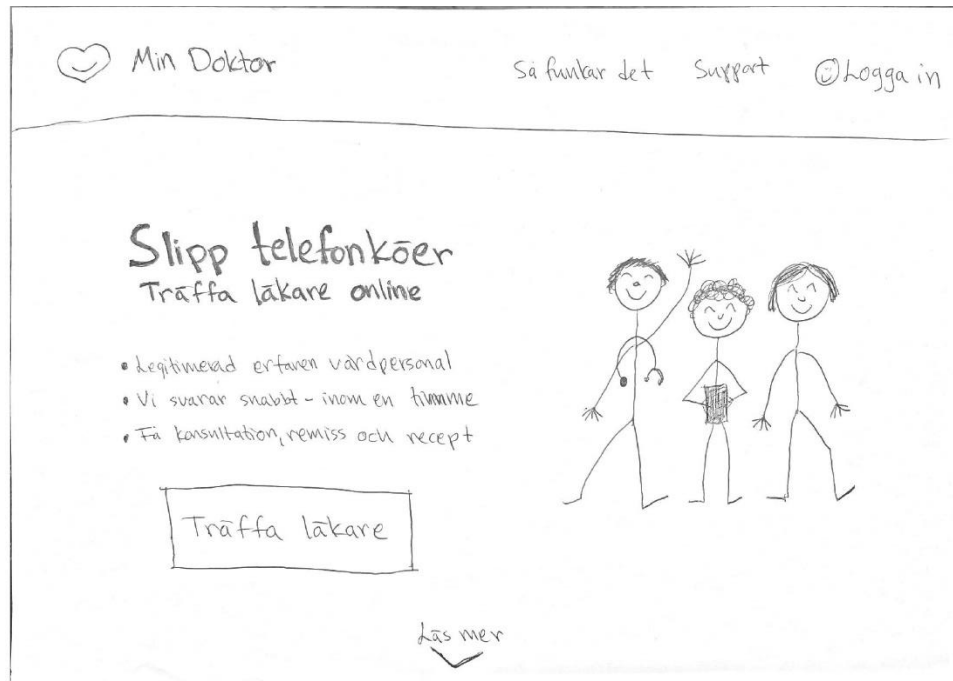 Min Doktor
Så funkar det Support Logga in
Slipp telefonköer
Träffa läkare online
• Legitimerad erfaren vårdpersonal
• Vi svarar snabbt - inom en timme
• Få konsultation, remiss och recept
Träffa läkare
Läs mer